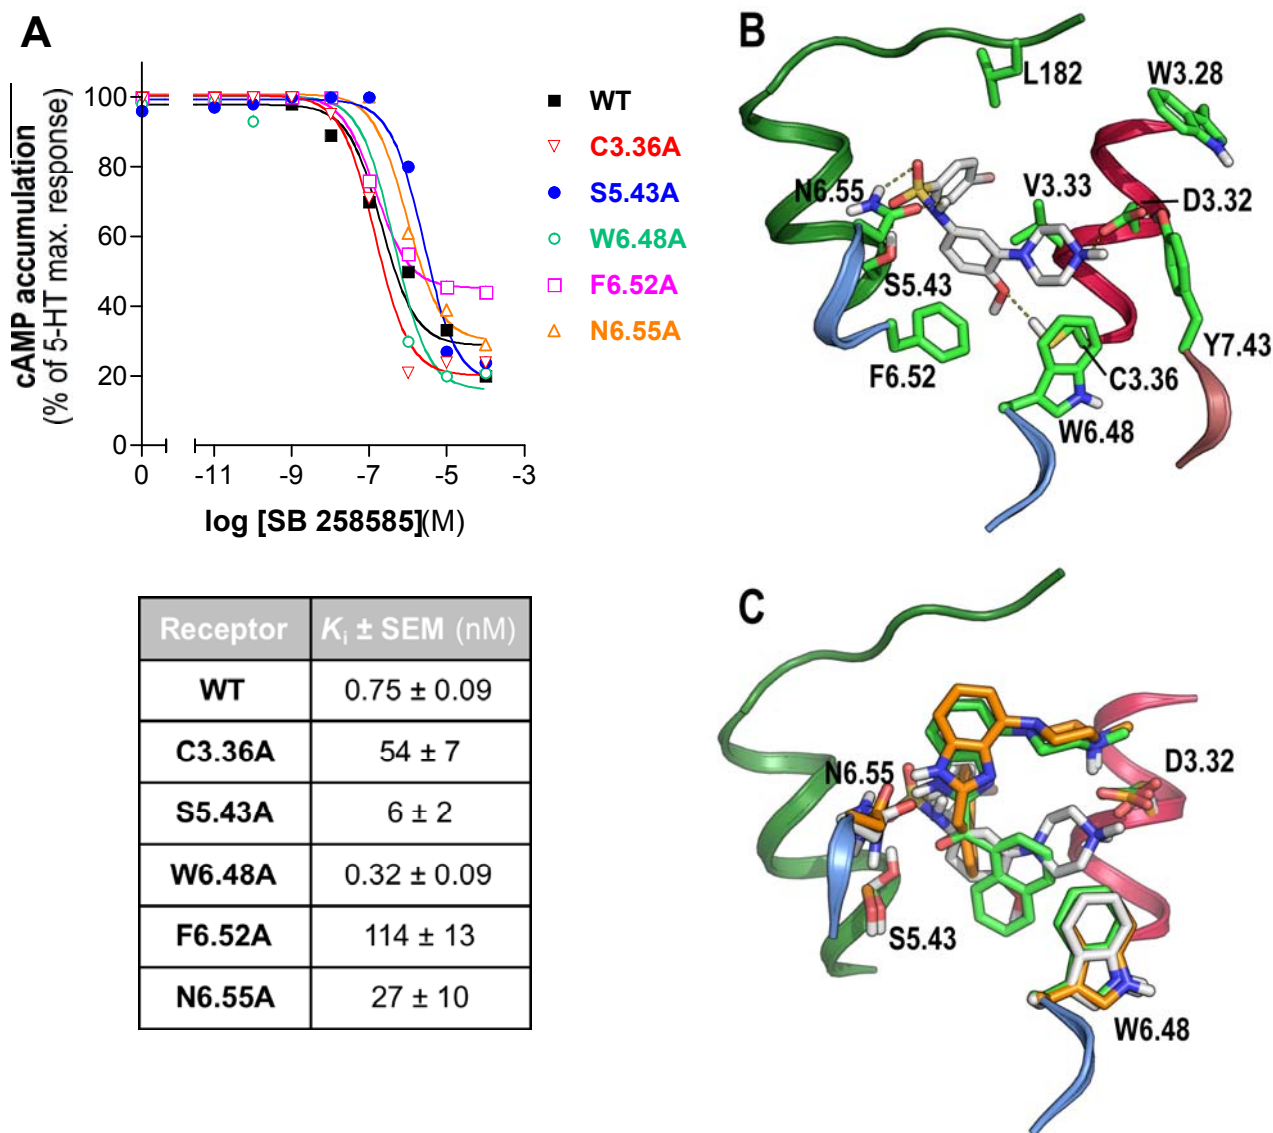 A
cAMP accumulation
(% of 5-HT max. response)
100
80
60
40
20
0
0 -11 -9 -7 -5 -3
log [SB 258585](M)
WT
C3.36A
S5.43A
W6.48A
F6.52A
N6.55A
Receptor Ki ± SEM (nM)
WT 0.75 ± 0.09
C3.36A 54 ± 7
S5.43A 6 ± 2
W6.48A 0.32 ± 0.09
F6.52A 114 ± 13
N6.55A 27 ± 10
B
L182
W3.28
N6.55
V3.33
D3.32
S5.43
F6.52
Y7.43
C3.36
W6.48
C
N6.55
D3.32
S5.43
W6.48